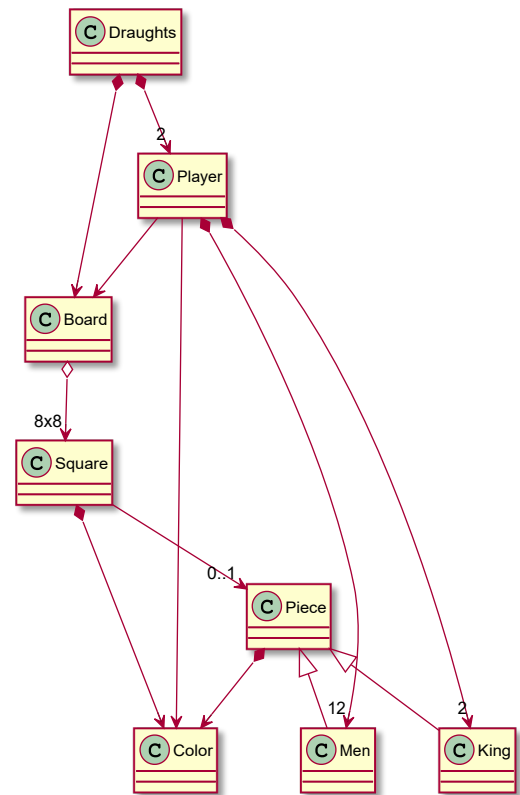 C Draughts
2
C Player
C Board
8x8
C Square
0..1
C Piece
12
2
C Color
C Men
C King